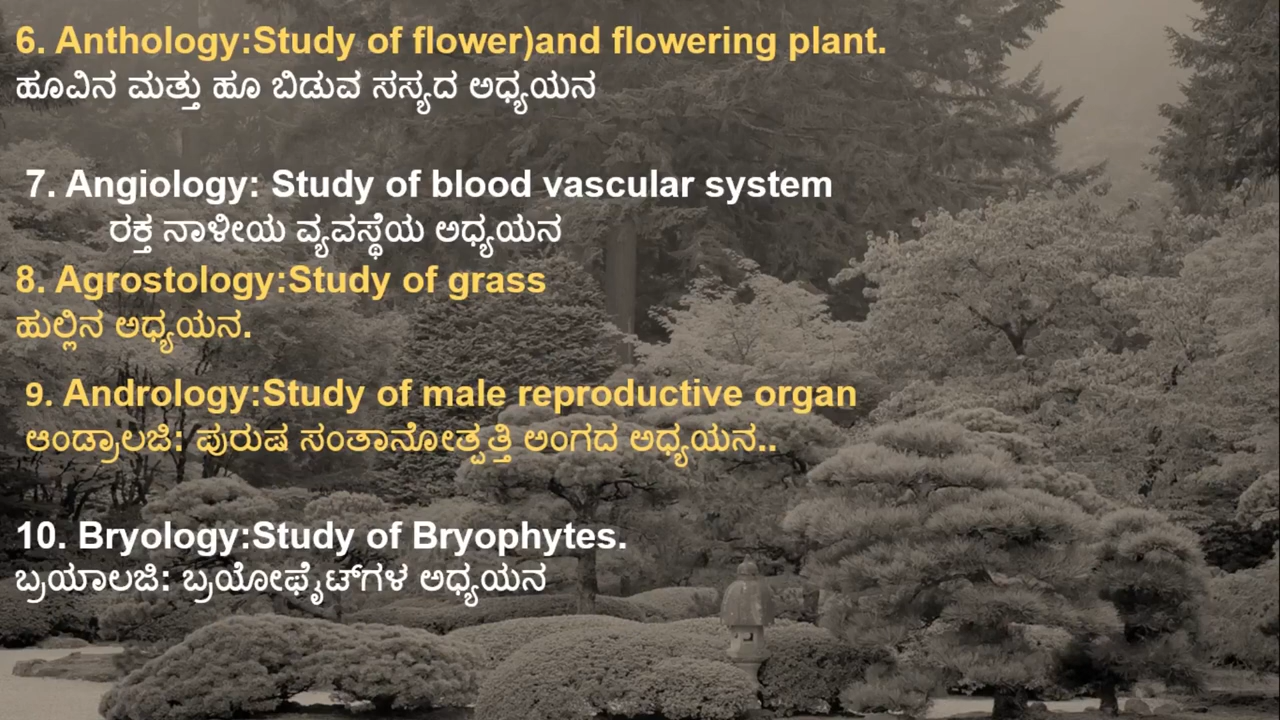 6. Anthology:Study of flower)and flowering plant.
ಹೂವಿನ ಮತ್ತು ಹೂ ಬಿಡುವ ಸಸ್ಯದ ಅಧ್ಯಯನ
7. Angiology: Study of blood vascular system
ರಕ್ತ ನಾಳೀಯ ವ್ಯವಸ್ಥೆಯ ಅಧ್ಯಯನ
8. Agrostology:Study of grass
ಹುಲ್ಲಿನ ಅಧ್ಯಯನ.
9. Andrology:Study of male reproductive organ
ಆಂಡ್ರಾಲಜಿ: ಪುರುಷ ಸಂತಾನೋತ್ಪತ್ತಿ ಅಂಗದ ಅಧ್ಯಯನ..
10. Bryology:Study of Bryophytes.
ಬ್ರಯಾಲಜಿ: ಬ್ರಯೋಫೈಟ್‌ಗಳ ಅಧ್ಯಯನ